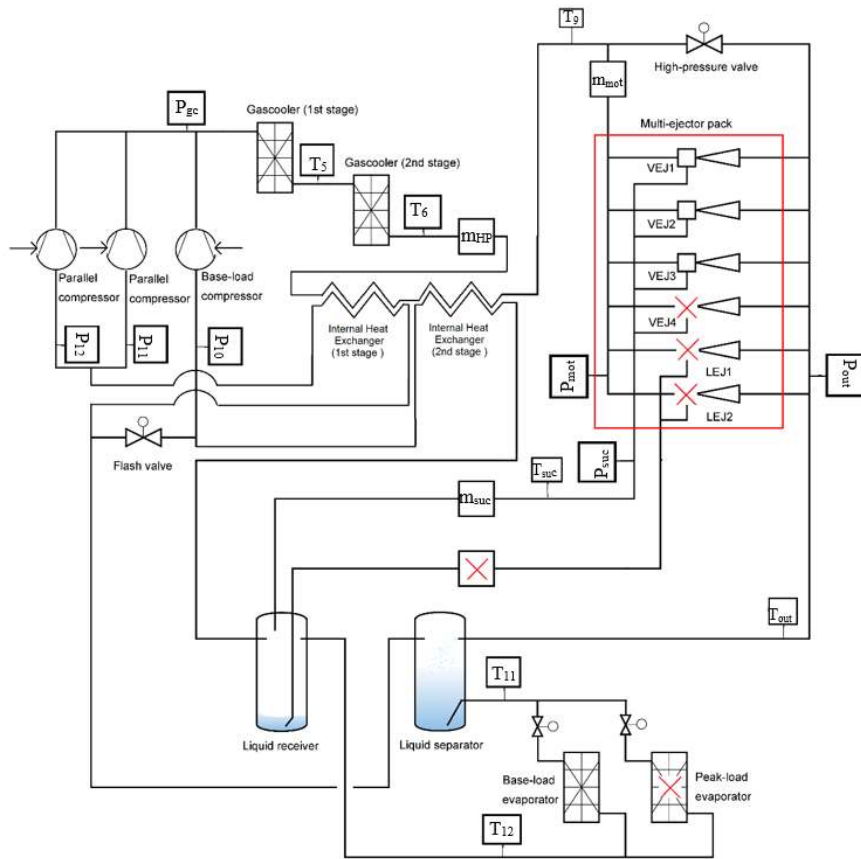 T9
High-pressure valve
mmot
Pgc
Gascooler (1st stage)
Multi-ejector pack
T5
Gascooler (2nd stage)
VEJ1
T6
VEJ2
mHP
Parallel
compressor
Parallel
compressor
Base-load
compressor
VEJ3
Internal Heat
Exchanger
(1st stage )
Internal Heat
Exchanger
(2nd stage )
VEJ4
P12
P11
P10
LEJ1
Pmot
Pout
LEJ2
Flash valve
Psuc
Tsuc
msuc
Tout
T11
Liquid receiver
Liquid separator
Base-load
evaporator
Peak-load
evaporator
T12